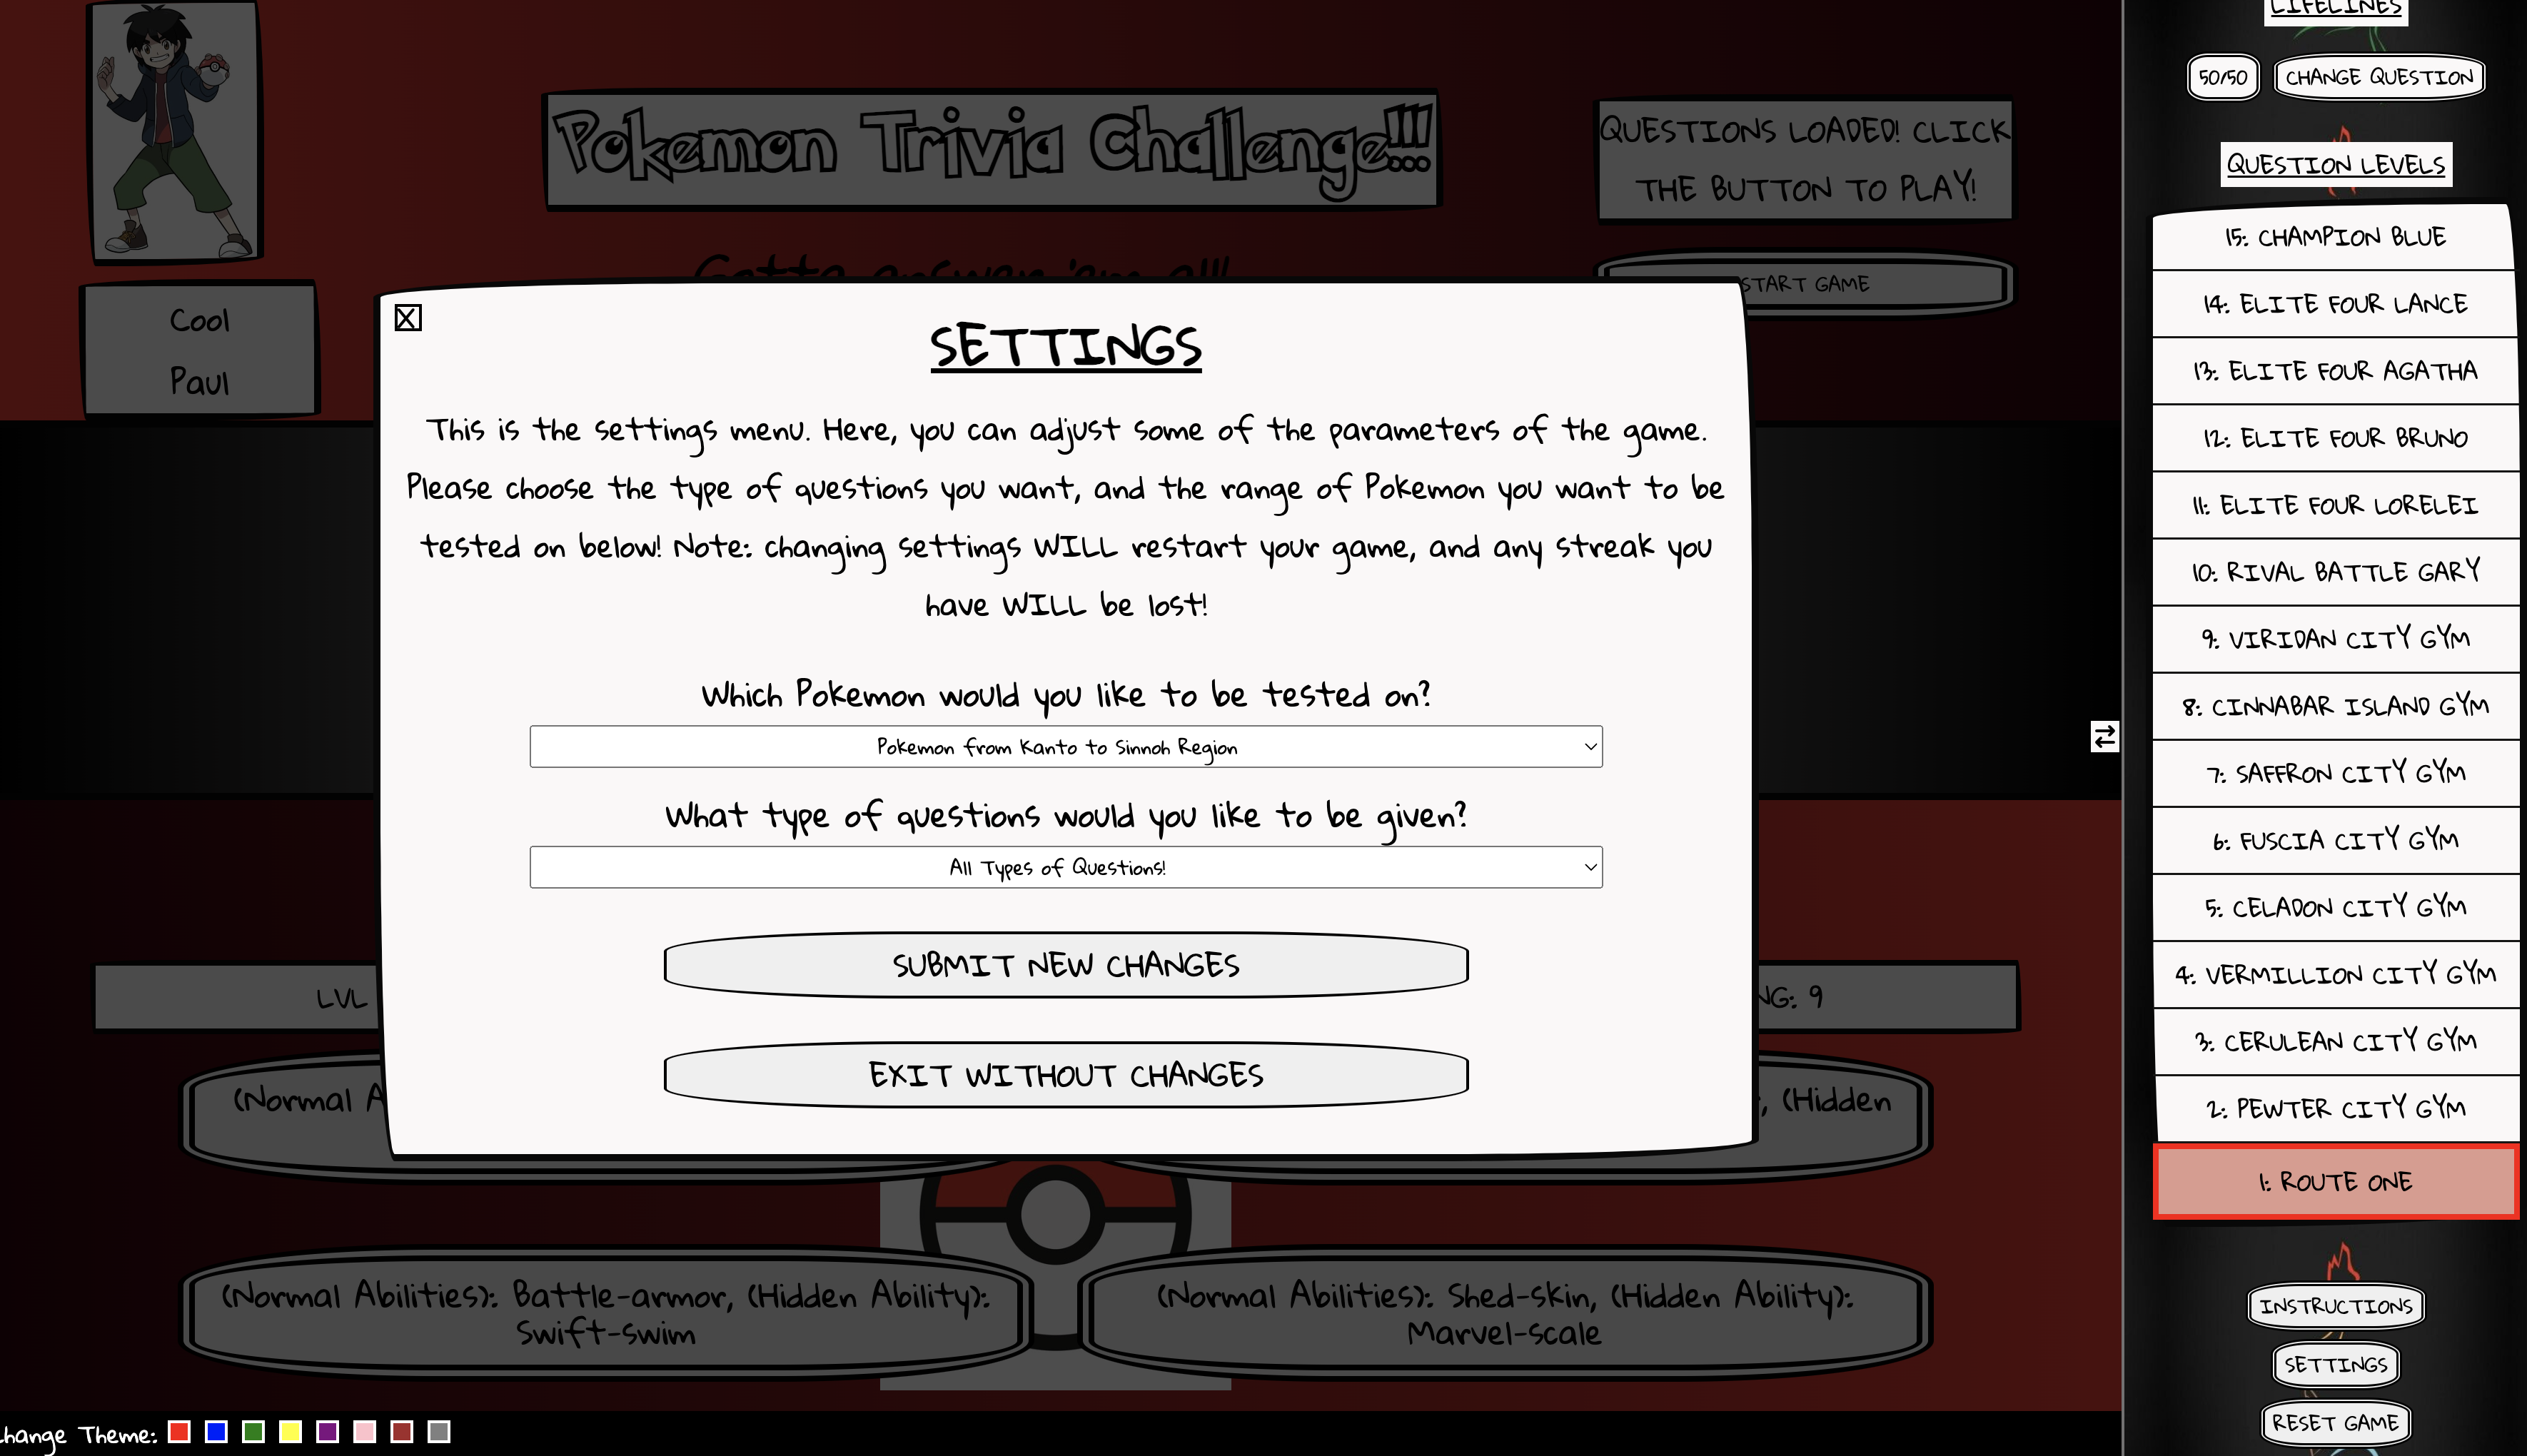 Pokemon Trivia Challenge!!!
QUESTIONS LOADED! CLICK
THE BUTTON TO PLAY!
Gotta answer 'em all!
START GAME
Cool
Paul
SETTINGS
This is the settings menu. Here, you can adjust some of the parameters of the game.
Please choose the type of questions you want, and the range of Pokemon you want to be
tested on below! Note: changing settings WILL restart your game, and any streak you
have WILL be lost!
Which Pokemon would you like to be tested on?
Pokemon from Kanto to Sinnoh Region
What type of questions would you like to be given?
All Types of Questions!
SUBMIT NEW CHANGES
EXIT WITHOUT CHANGES
LVL
NG: 9
(Normal A
, (Hidden
(Normal Abilities): Battle-armor, (Hidden Ability):
Swift-swim
(Normal Abilities): Shed-skin, (Hidden Ability):
Marvel-scale
hange Theme:
LIFELINES
50/50
CHANGE QUESTION
QUESTION LEVELS
15: CHAMPION BLUE
14: ELITE FOUR LANCE
13: ELITE FOUR AGATHA
12: ELITE FOUR BRUNO
11: ELITE FOUR LORELEI
10: RIVAL BATTLE GARY
9: VIRIDAN CITY GYM
8: CINNABAR ISLAND GYM
7: SAFFRON CITY GYM
6: FUSCIA CITY GYM
5: CELADON CITY GYM
4: VERMILLION CITY GYM
3: CERULEAN CITY GYM
2: PEWTER CITY GYM
1: ROUTE ONE
INSTRUCTIONS
SETTINGS
RESET GAME